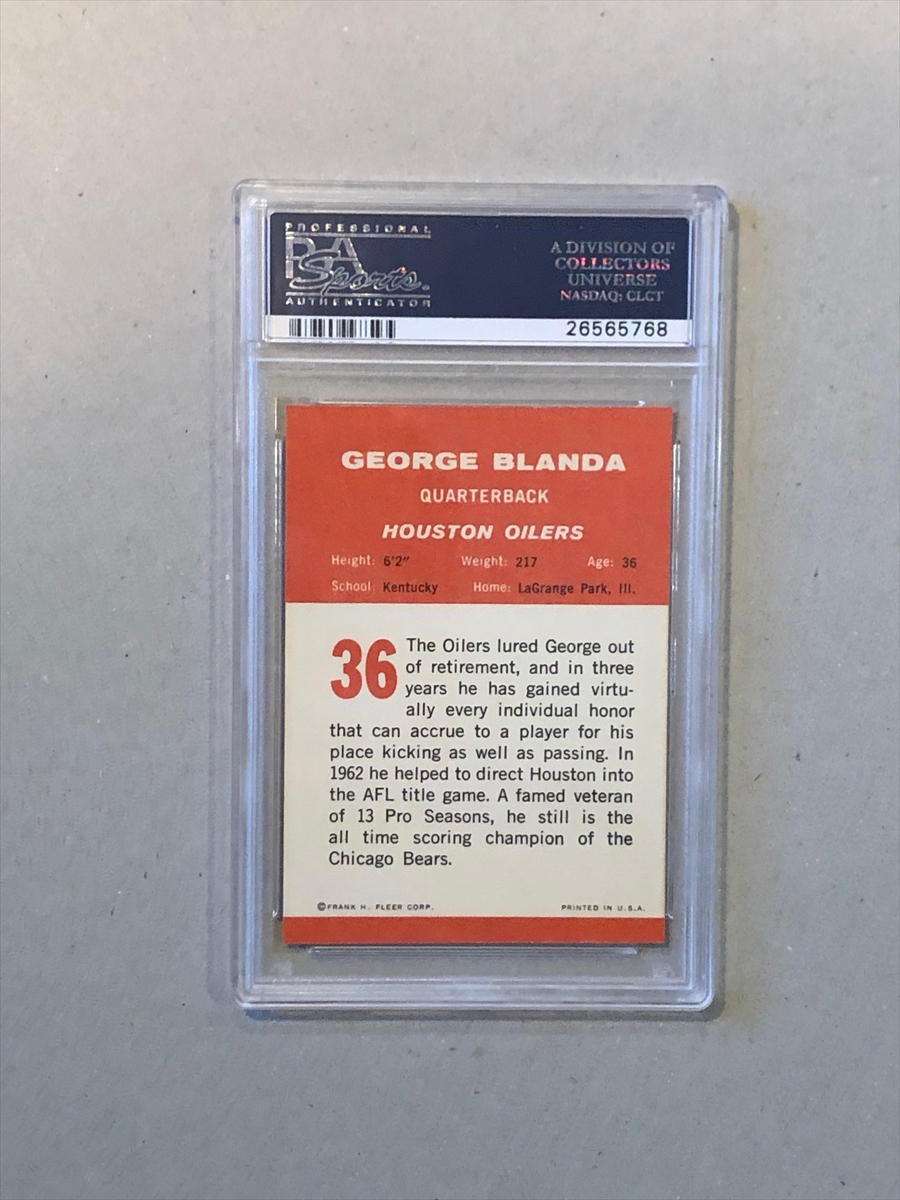 PROFESSIONAL
PSA
Sports.
AUTHENTICATOR
A DIVISION OF
COLLECTORS
UNIVERSE
NASDAQ: CLCT
26565768
GEORGE BLANDA
QUARTERBACK
HOUSTON OILERS
Height: 6'2" Weight: 217 Age: 36
School: Kentucky Home: LaGrange Park, Ill.
36
The Oilers lured George out
of retirement, and in three
years he has gained virtu-
ally every individual honor
that can accrue to a player for his
place kicking as well as passing. In
1962 he helped to direct Houston into
the AFL title game. A famed veteran
of 13 Pro Seasons, he still is the
all time scoring champion of the
Chicago Bears.
©FRANK H. FLEER CORP. PRINTED IN U.S.A.